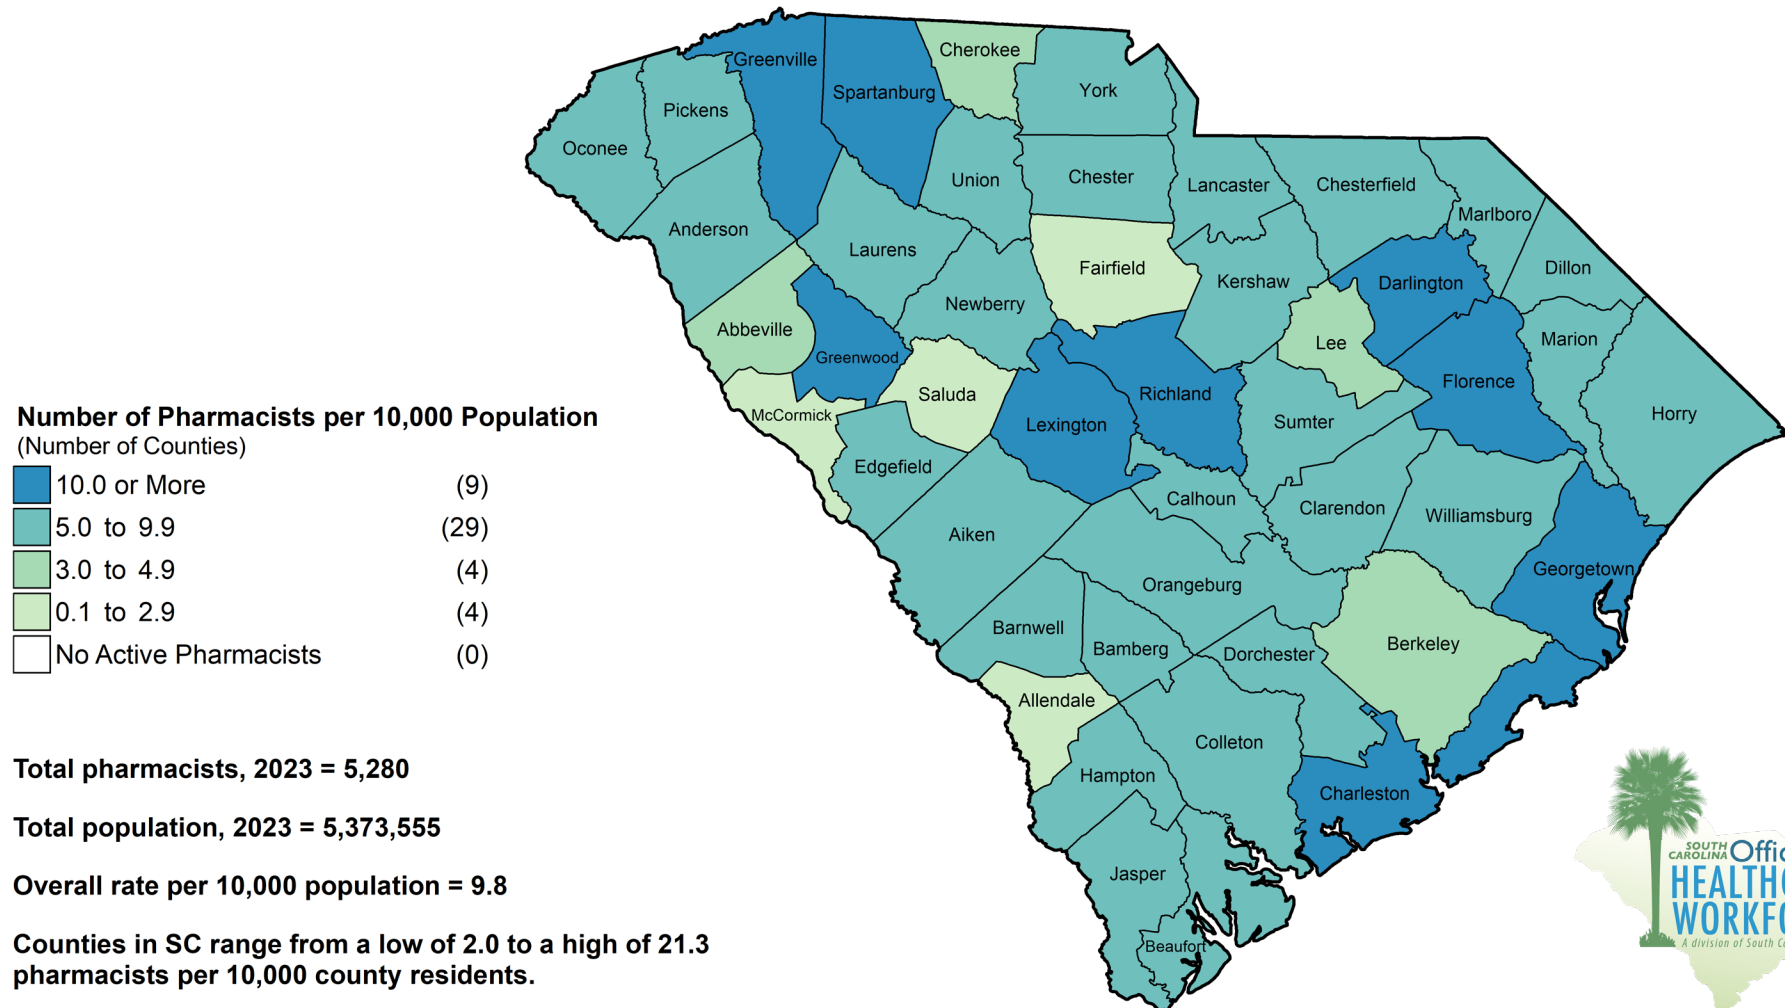 Greenville
Cherokee
Spartanburg
York
Pickens
Oconee
Union
Chester
Lancaster
Chesterfield
Marlboro
Anderson
Laurens
Fairfield
Kershaw
Darlington
Dillon
Newberry
Abbeville
Greenwood
Lee
Marion
Saluda
Richland
Florence
McCormick
Lexington
Sumter
Horry
Edgefield
Calhoun
Clarendon
Williamsburg
Aiken
Georgetown
Orangeburg
Barnwell
Bamberg
Dorchester
Berkeley
Allendale
Colleton
Hampton
Charleston
Jasper
Beaufort
Number of Pharmacists per 10,000 Population
(Number of Counties)
10.0 or More (9)
5.0 to 9.9 (29)
3.0 to 4.9 (4)
0.1 to 2.9 (4)
No Active Pharmacists (0)
Total pharmacists, 2023 = 5,280
Total population, 2023 = 5,373,555
Overall rate per 10,000 population = 9.8
Counties in SC range from a low of 2.0 to a high of 21.3
pharmacists per 10,000 county residents.
SOUTH
CAROLINA
A division of South